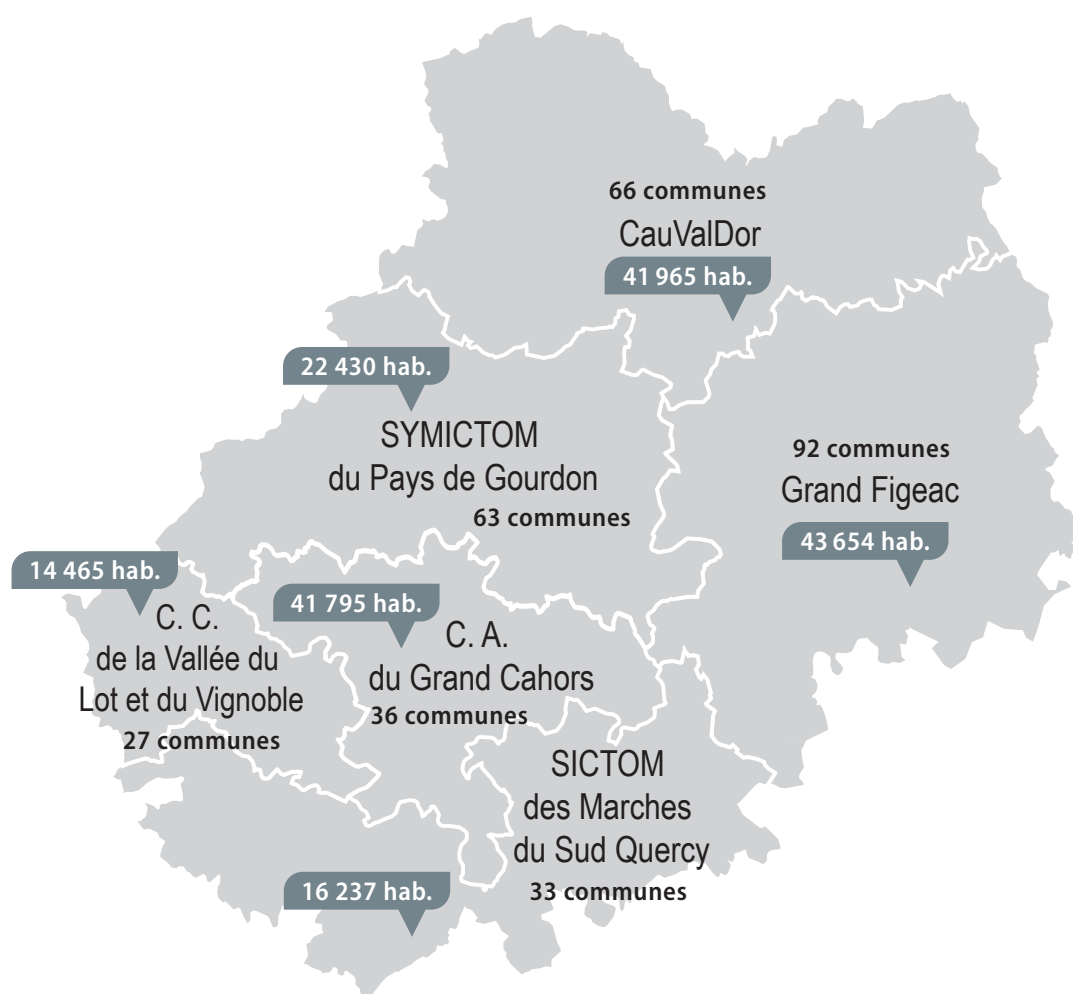 66 communes
CauValDor
41 965 hab.
22 430 hab.
SYMICTOM
du Pays de Gourdon
63 communes
92 communes
Grand Figeac
43 654 hab.
14 465 hab.
C. C.
de la Vallée du
Lot et du Vignoble
27 communes
41 795 hab.
C. A.
du Grand Cahors
36 communes
SICTOM
des Marches
du Sud Quercy
33 communes
16 237 hab.